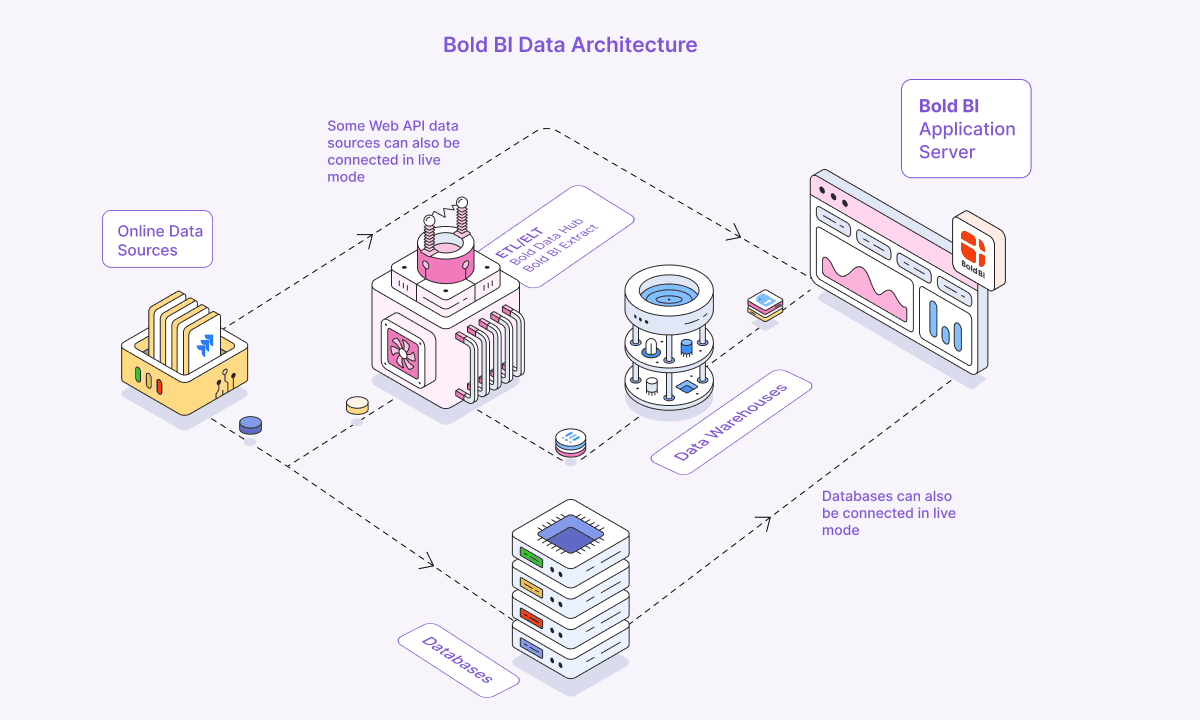 Bold BI Data Architecture
Some Web API data
sources can also be
connected in live
mode
Bold BI
Application
Server
Online Data
Sources
ETL/ELT
Bold Data Hub
Bold BI Extract
Bold BI
Data Warehouses
Databases can also
be connected in live
mode
Databases